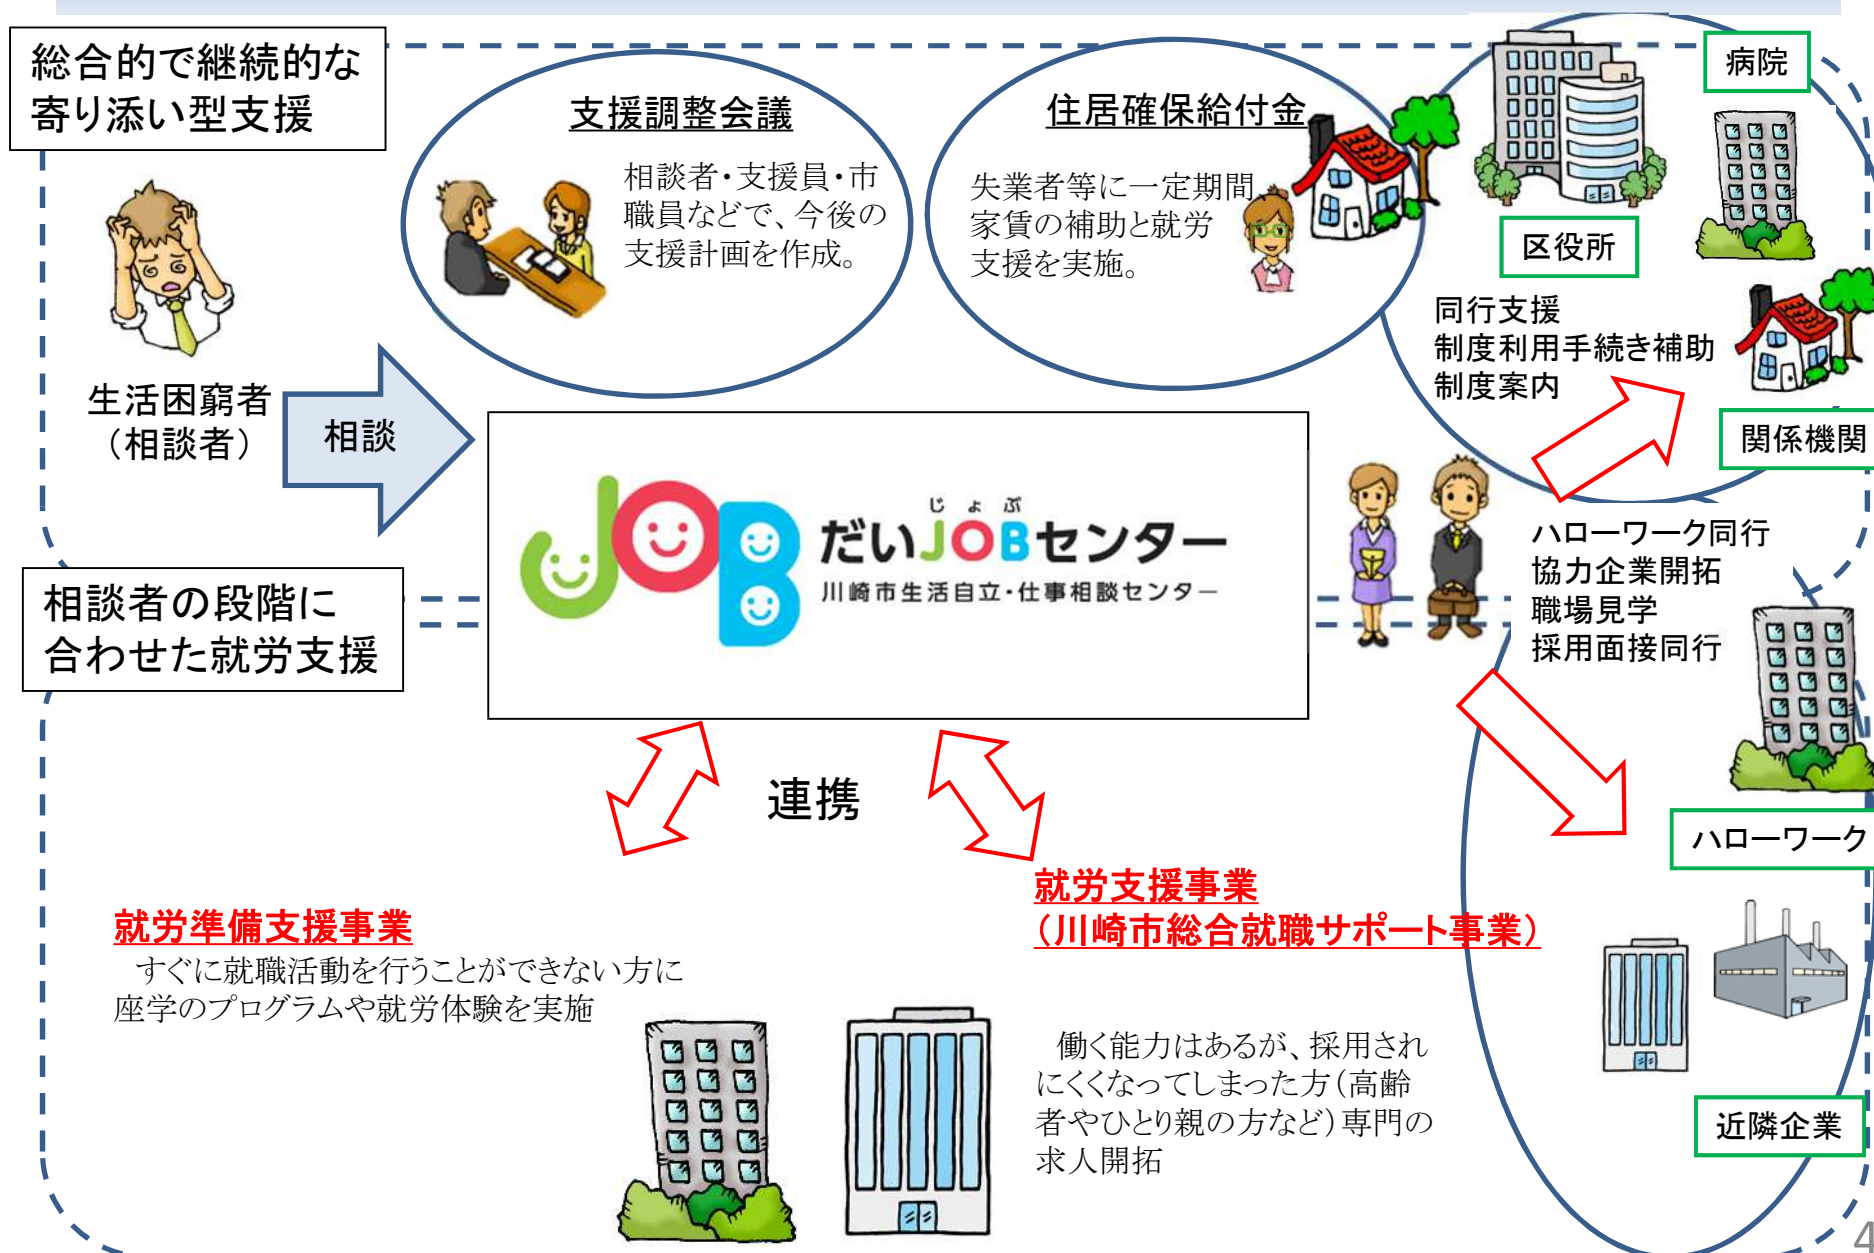 総合的で継続的な
寄り添い型支援
生活困窮者
（相談者）
相談
支援調整会議
相談者・支援員・市
職員などで、今後の
支援計画を作成。
住居確保給付金
失業者等に一定期間
家賃の補助と就労
支援を実施。
病院
区役所
同行支援
制度利用手続き補助
制度案内
関係機関
JOB
じょぶ
だいJOBセンター
川崎市生活自立・仕事相談センター
相談者の段階に
合わせた就労支援
ハローワーク同行
協力企業開拓
職場見学
採用面接同行
連携
ハローワーク
近隣企業
就労準備支援事業
すぐに就職活動を行うことができない方に
座学のプログラムや就労体験を実施
就労支援事業
（川崎市総合就職サポート事業）
働く能力はあるが、採用され
にくくなってしまった方（高齢
者やひとり親の方など）専門の
求人開拓
4